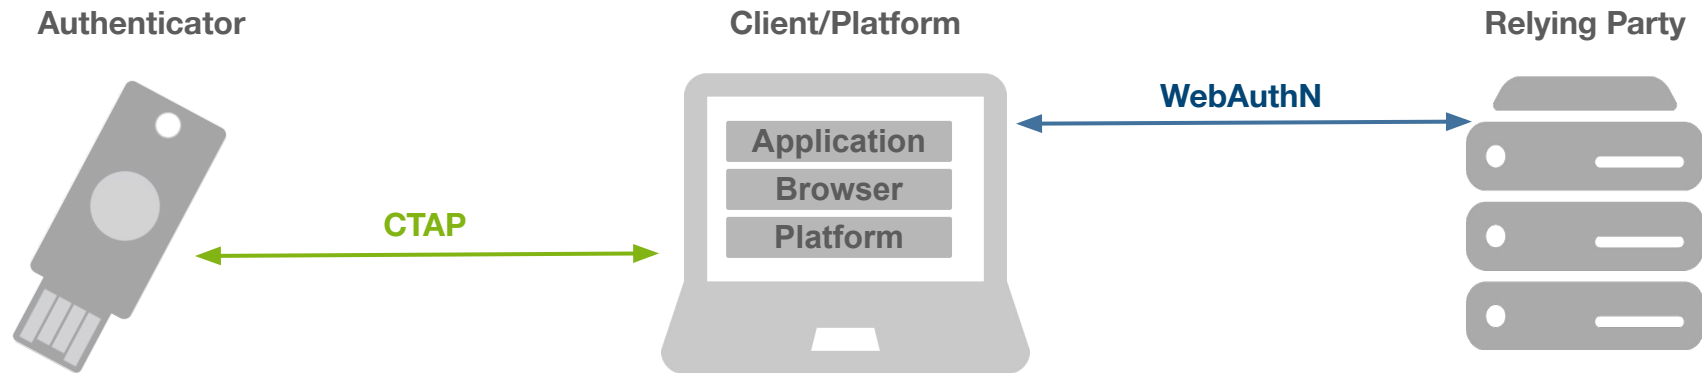 Authenticator
Client/Platform
Relying Party
WebAuthN
Application
Browser
CTAP
Platform